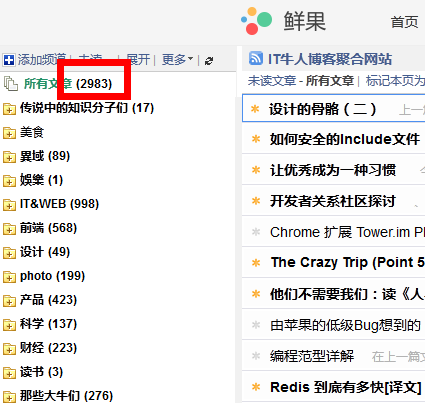 鲜果
首页
添加频道 未读 展开 更多
所有文章 (2983)
传说中的知识分子们 (17)
美食
異域 (89)
娛樂 (1)
IT&WEB (998)
前端 (568)
设计 (49)
photo (199)
产品 (423)
科学 (137)
财经 (223)
读书 (3)
那些大牛们 (276)
IT牛人博客聚合网站
未读文章 - 所有文章 | 标记本页为
设计的骨骼（二） 上一
如何安全的Include文件
让优秀成为一种习惯
开发者关系社区探讨
Chrome 扩展 Tower.im P
The Crazy Trip (Point 5
他们不需要我们：读《人
由苹果的低级Bug想到的
编程范型详解 在上一篇文
Redis 到底有多快[译文]